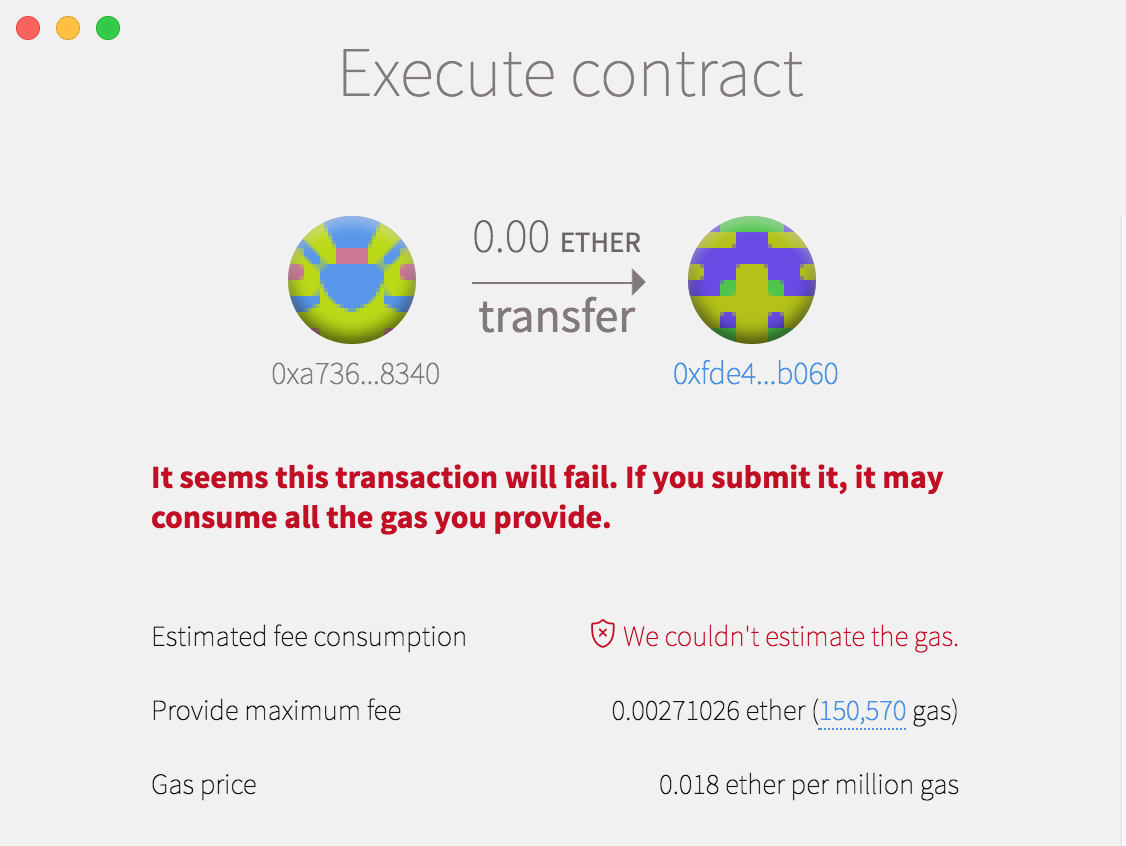 Execute contract
0.00 ETHER
transfer
0xa736...8340
0xfde4...b060
It seems this transaction will fail. If you submit it, it may
consume all the gas you provide.
Estimated fee consumption
We couldn't estimate the gas.
Provide maximum fee
0.00271026 ether (150,570 gas)
Gas price
0.018 ether per million gas